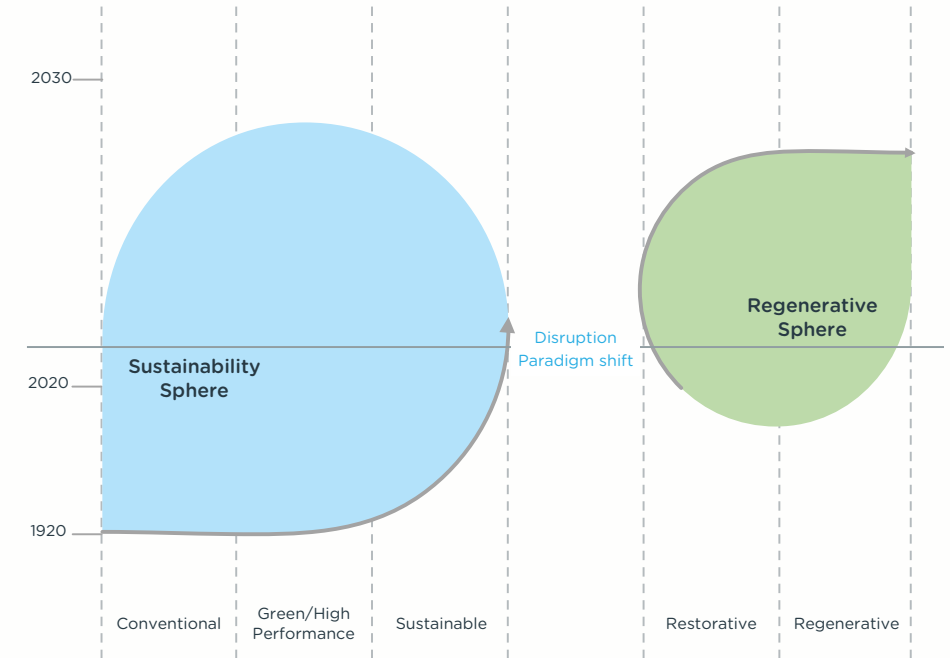 2030
Regenerative
Sphere
Disruption
Paradigm shift
Sustainability
Sphere
2020
1920
Conventional
Green/High
Performance
Sustainable
Restorative
Regenerative